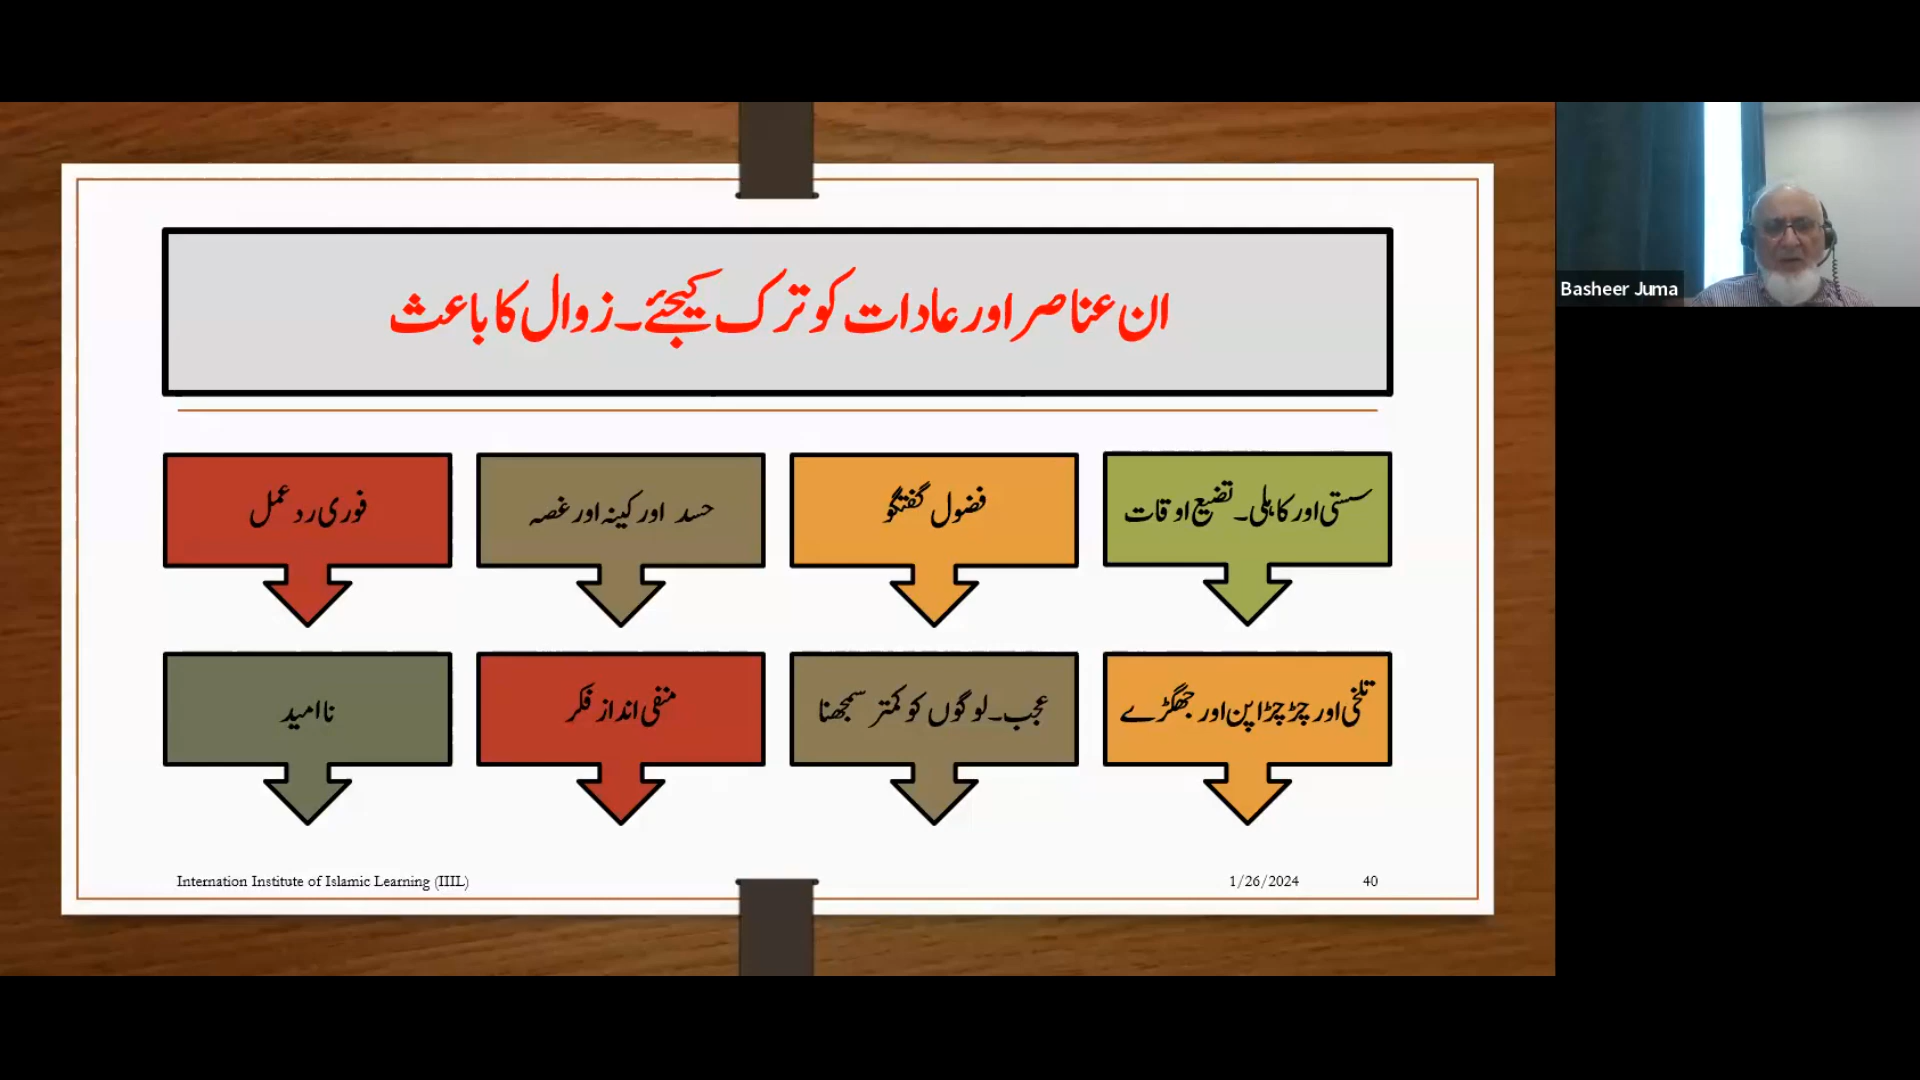 ان عناصر اور عادات کو ترک کیجئے۔ زوال کا باعث
سستی اور کاہلی۔ تضیع اوقات
فضول گفتگو
حسد اور کینہ اور غصہ
فوری رد عمل
تلخی اور چڑچڑاپن اور جھگڑے
عجب۔ لوگوں کو کمتر سمجھنا
منفی انداز فکر
ناامید
Internation Institute of Islamic Learning (IIIL)
1/26/2024
40
Basheer Juma